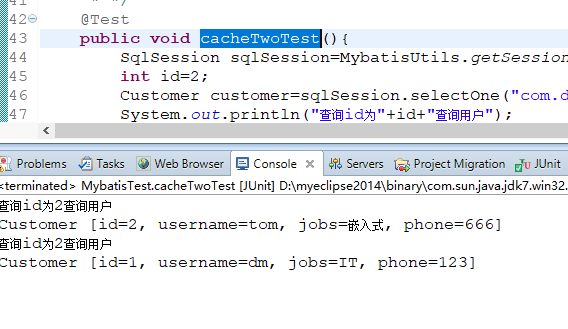 41 * */
42 @Test
43 public void cacheTwoTest(){
44 SqlSession sqlSession=MybatisUtils.getSession
45 int id=2;
46 Customer customer=sqlSession.selectOne("com.d
47 System.out.println("查询id为"+id+"查询用户");
Problems Tasks Web Browser Console Servers Project Migration JUnit
<terminated> MybatisTest.cacheTwoTest [JUnit] D:\myeclipse2014\binary\com.sun.java.jdk7.win32.
查询id为2查询用户
Customer [id=2, username=tom, jobs=嵌入式, phone=666]
查询id为2查询用户
Customer [id=1, username=dm, jobs=IT, phone=123]